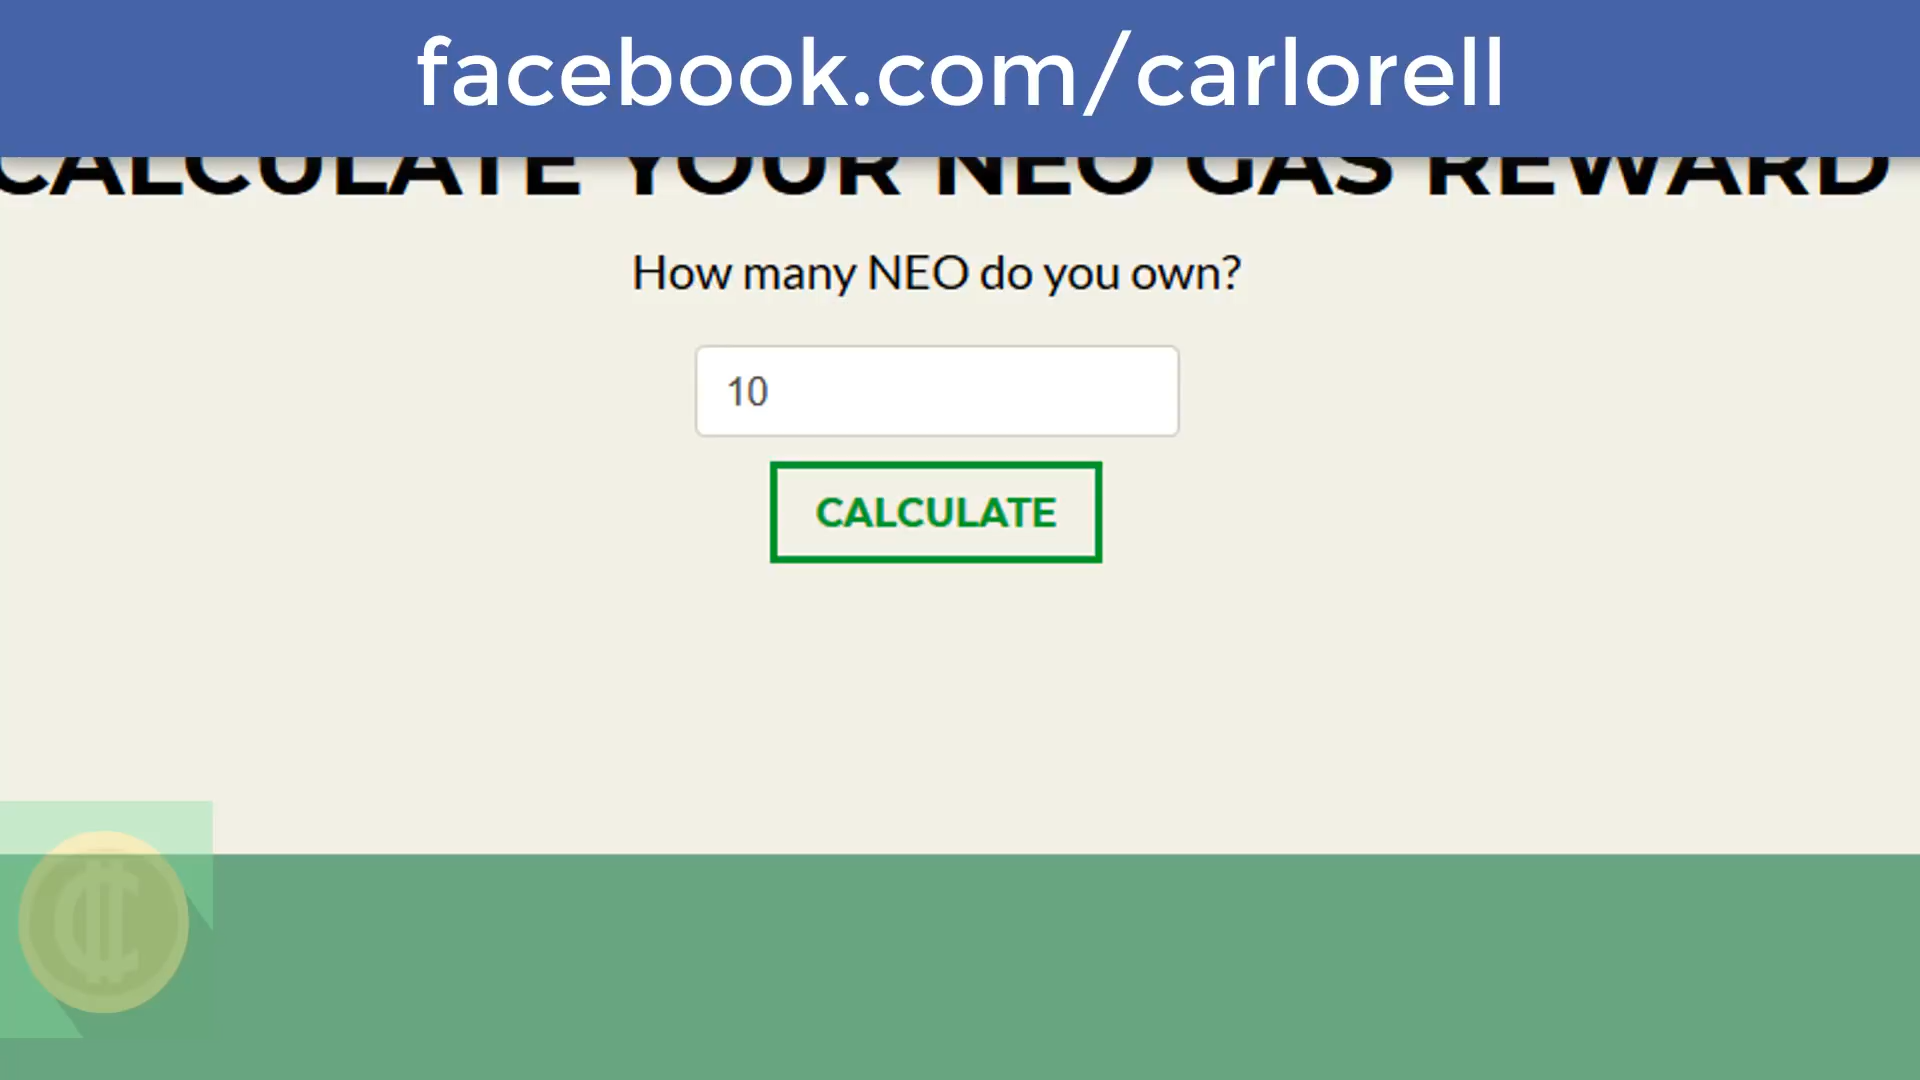 facebook.com/carlorell
CALCULATE YOUR NEO GAS REWARD
How many NEO do you own?
10
CALCULATE